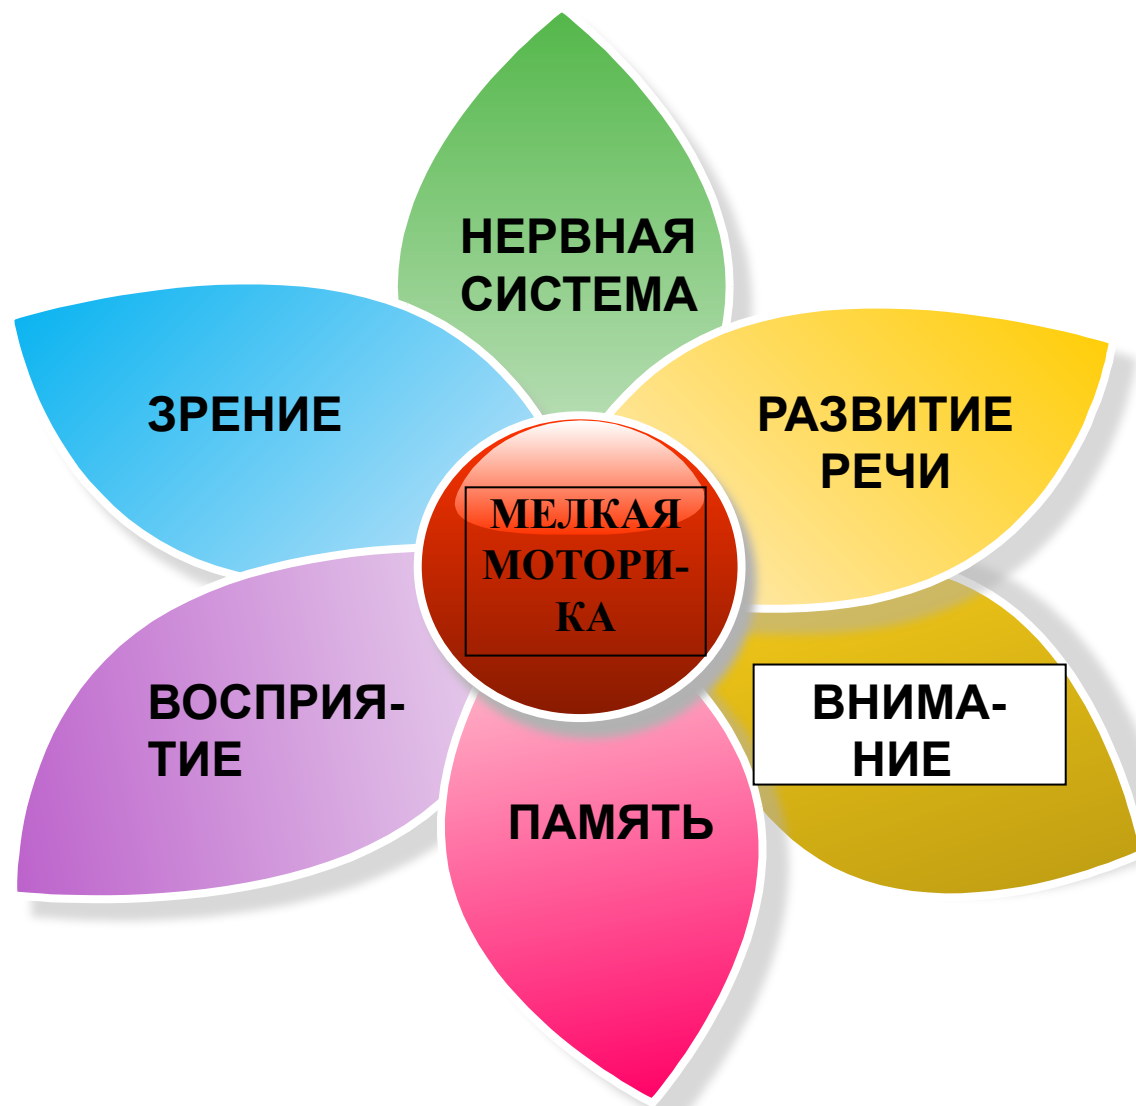 НЕРВНАЯ
СИСТЕМА
ЗРЕНИЕ
РАЗВИТИЕ
РЕЧИ
МЕЛКАЯ
МОТОРИ-
КА
ВОСПРИЯ-
ТИЕ
ВНИМА-
НИЕ
ПАМЯТЬ